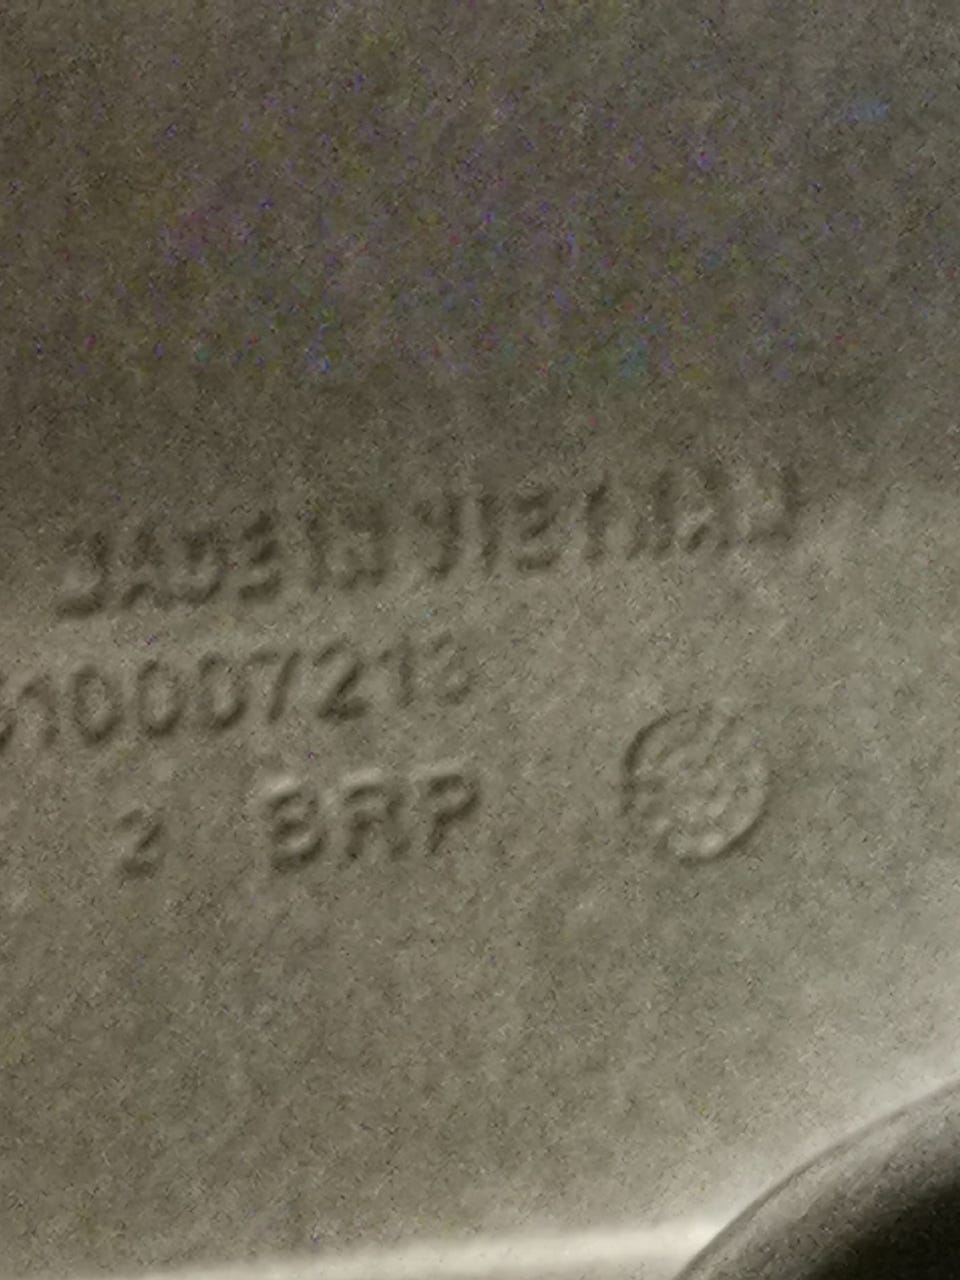 MADE IN VIETNAM
10007213
2 BRP